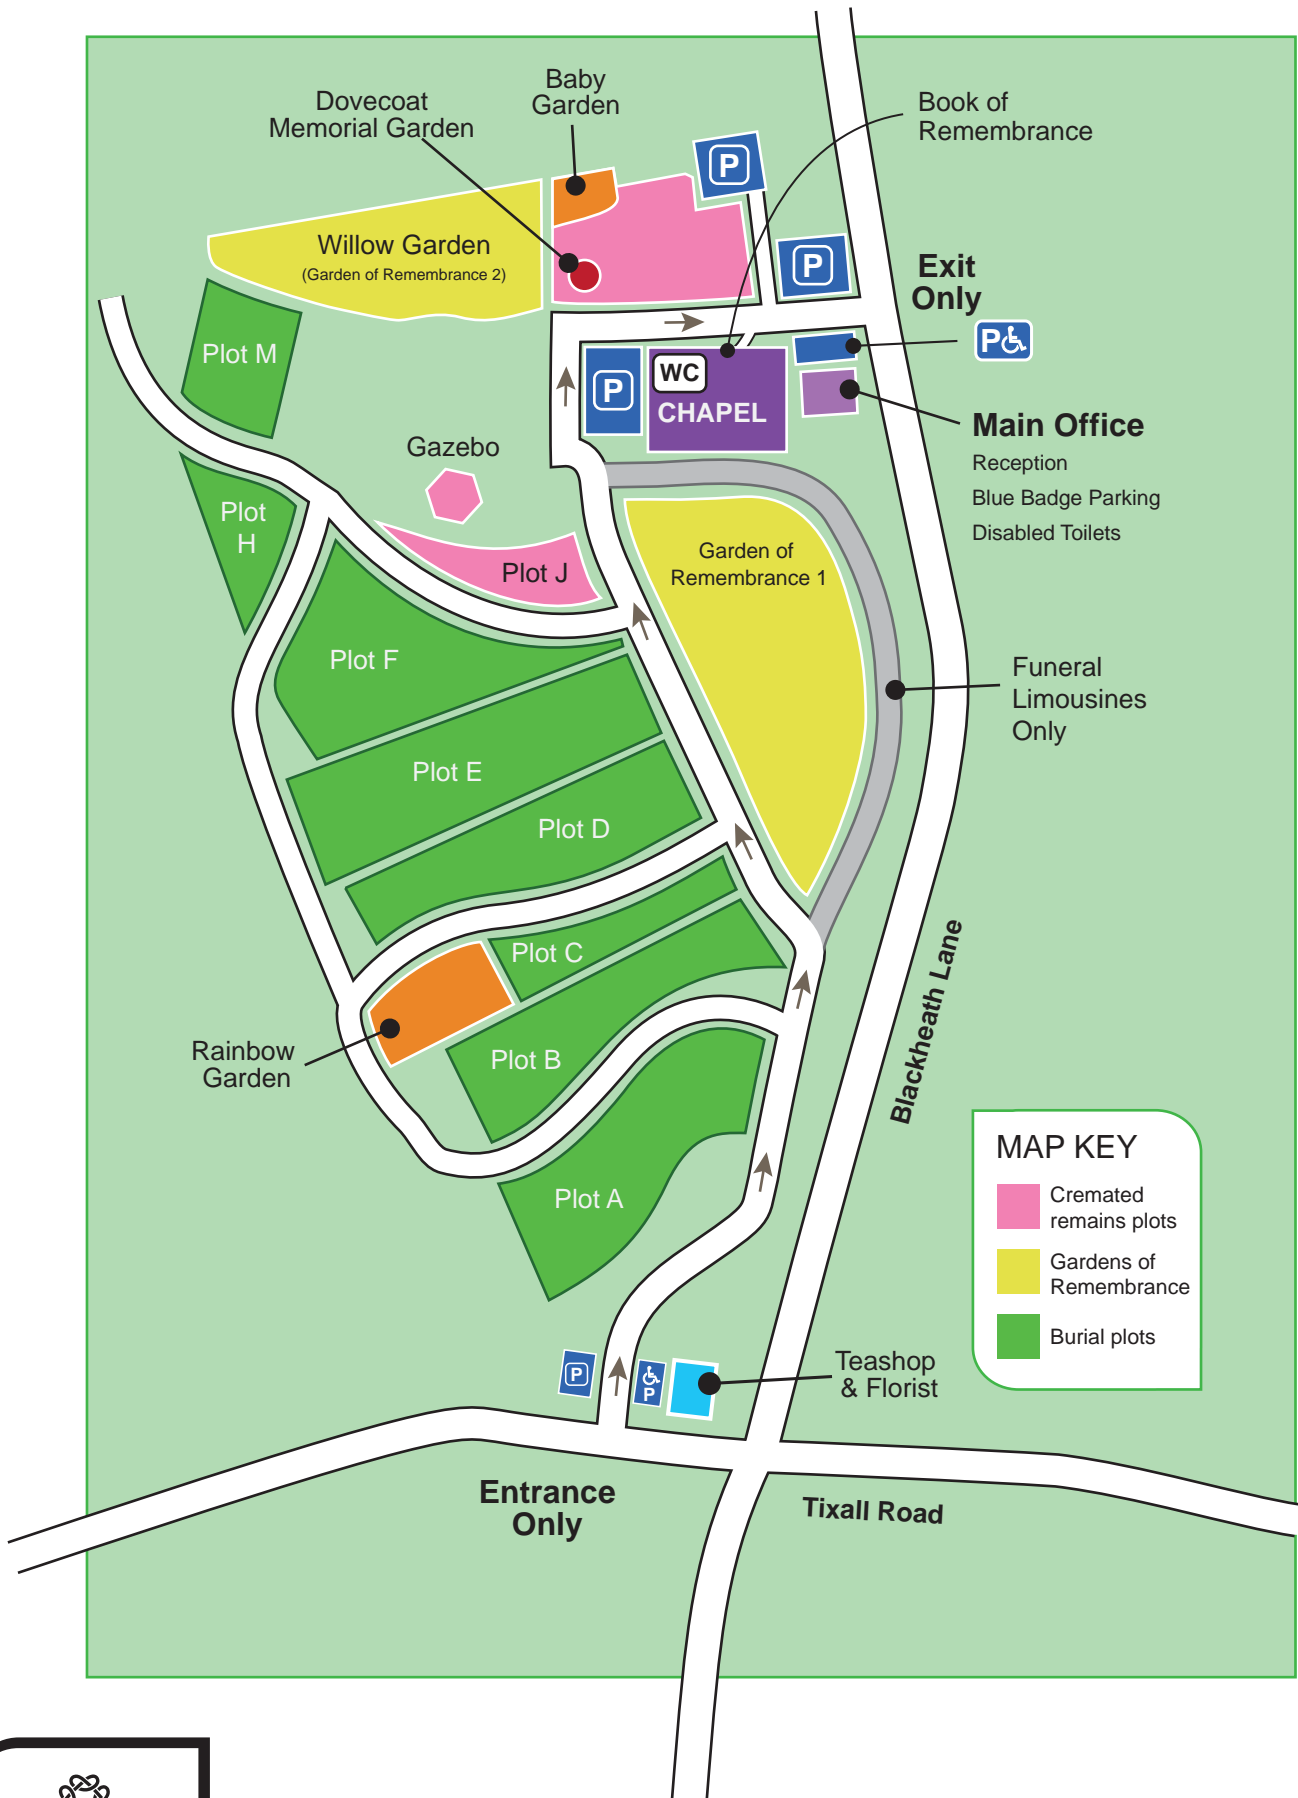 Baby
Garden
Dovecoat
Memorial Garden
Book of
Remembrance
P
Willow Garden
(Garden of Remembrance 2)
P
Exit
Only
P
Plot M
P
WC
CHAPEL
Main Office
Reception
Blue Badge Parking
Disabled Toilets
Gazebo
Plot
H
Plot J
Garden of
Remembrance 1
Plot F
Funeral
Limousines
Only
Plot E
Plot D
Plot C
Rainbow
Garden
Plot B
Blackheath Lane
Plot A
MAP KEY
Cremated
remains plots
Gardens of
Remembrance
Burial plots
P
P
Teashop
& Florist
Entrance
Only
Tixall Road